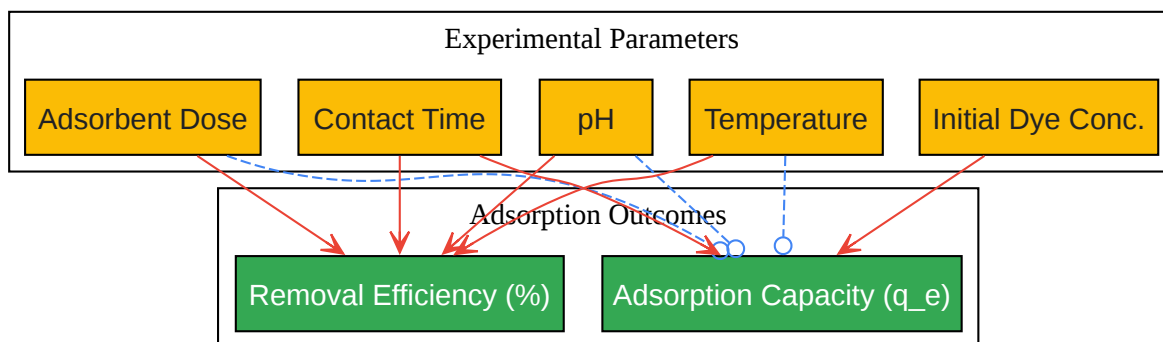 Experimental Parameters
Adsorbent Dose
Contact Time
pH
Temperature
Initial Dye Conc.
Adsorption Outcomes
Removal Efficiency (%)
Adsorption Capacity (q_e)